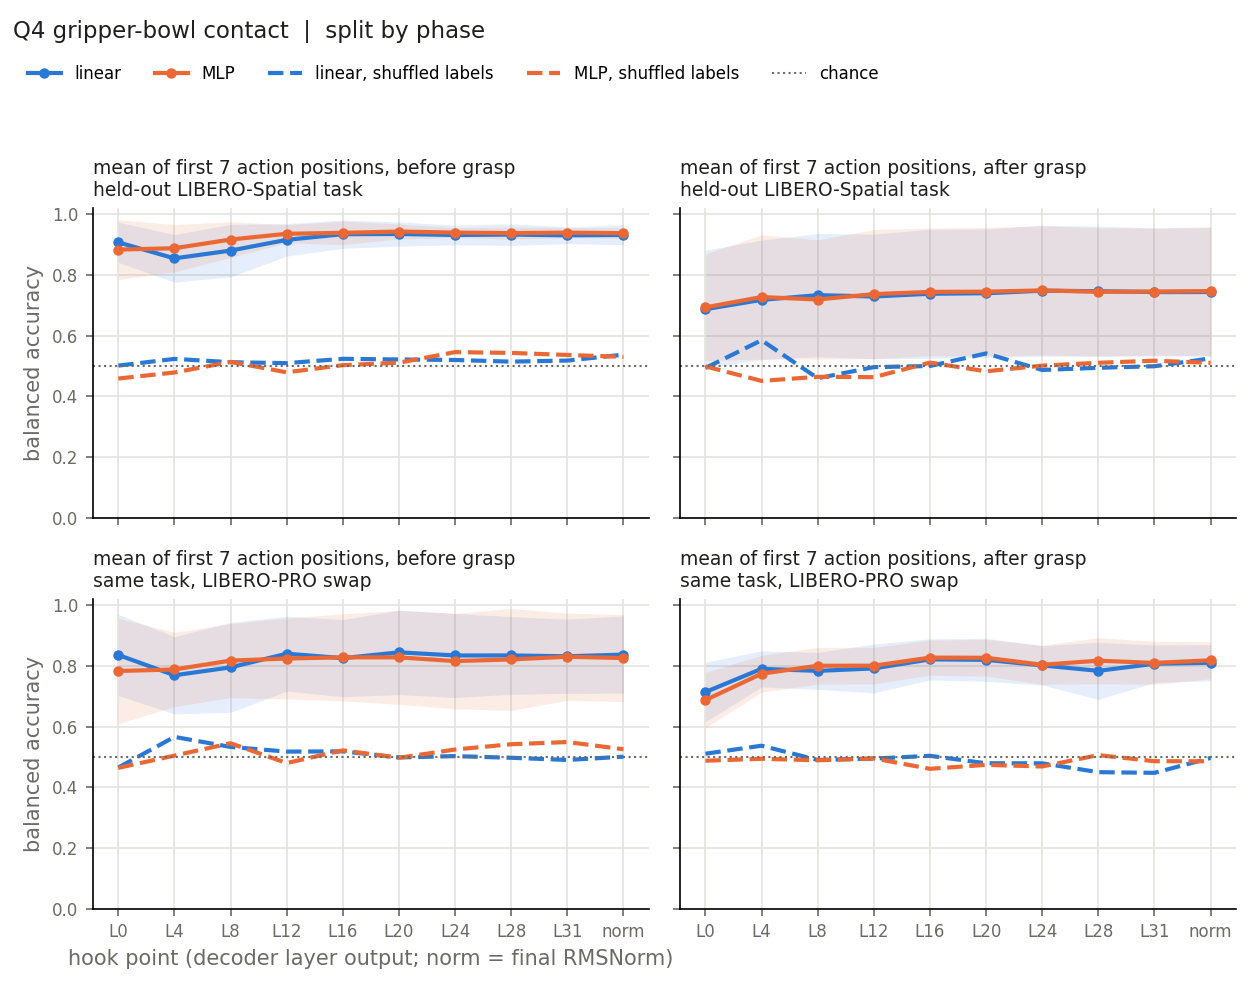 Q4 gripper-bowl contact  |  split by phase
linear
MLP
linear, shuffled labels
MLP, shuffled labels
chance
mean of first 7 action positions, before grasp
held-out LIBERO-Spatial task
mean of first 7 action positions, after grasp
held-out LIBERO-Spatial task
balanced accuracy
1.0
0.8
0.6
0.4
0.2
0.0
mean of first 7 action positions, before grasp
same task, LIBERO-PRO swap
mean of first 7 action positions, after grasp
same task, LIBERO-PRO swap
balanced accuracy
1.0
0.8
0.6
0.4
0.2
0.0
L0 L4 L8 L12 L16 L20 L24 L28 L31 norm
L0 L4 L8 L12 L16 L20 L24 L28 L31 norm
hook point (decoder layer output; norm = final RMSNorm)